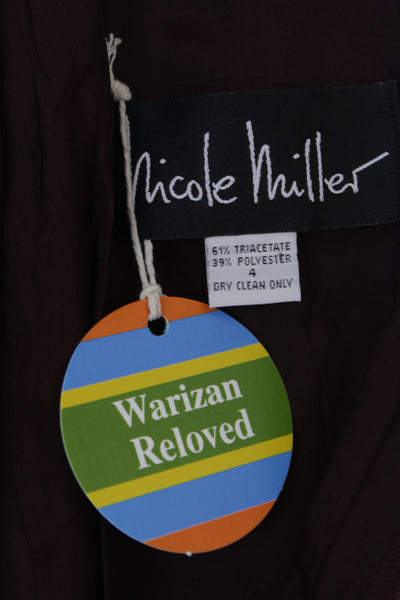 Nicole Miller
61% TRIACETATE
39% POLYESTER
4
DRY CLEAN ONLY
Warizan
Reloved